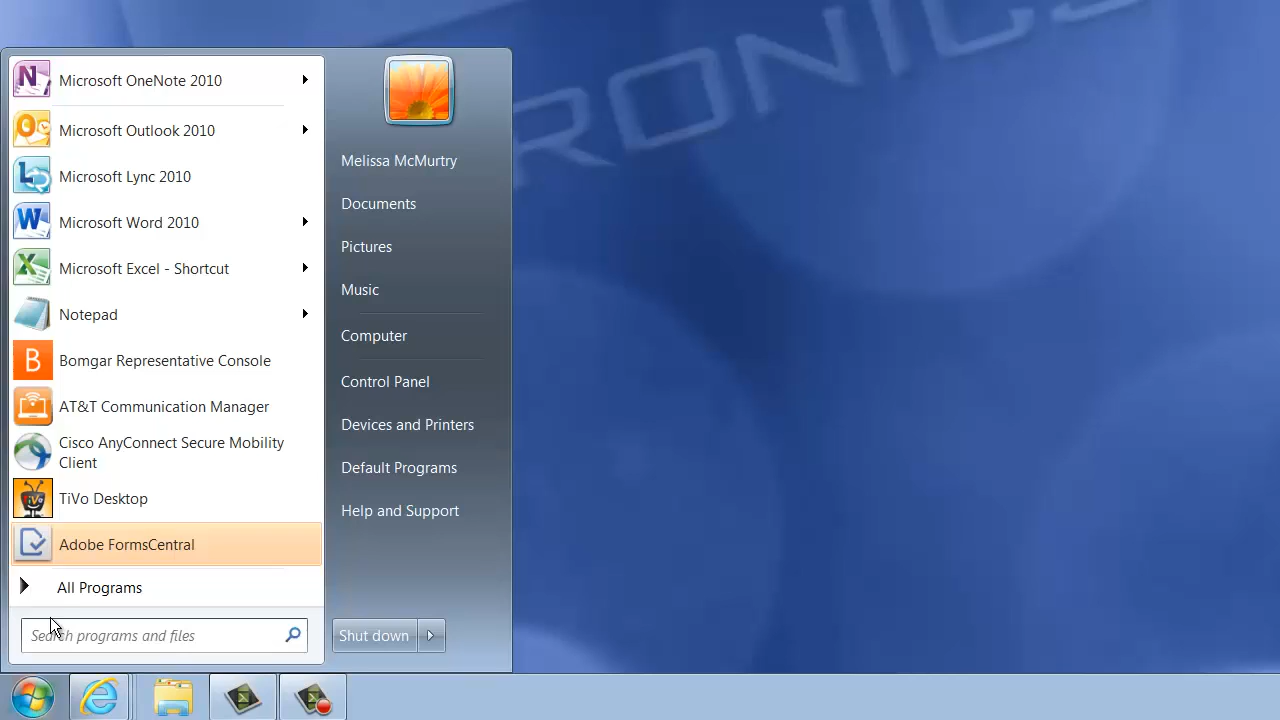 RONICS
Microsoft OneNote 2010
Microsoft Outlook 2010
Microsoft Lync 2010
Microsoft Word 2010
Microsoft Excel - Shortcut
Notepad
Bomgar Representative Console
AT&T Communication Manager
Cisco AnyConnect Secure Mobility
Client
TiVo Desktop
Adobe FormsCentral
All Programs
Search programs and files
Melissa McMurtry
Documents
Pictures
Music
Computer
Control Panel
Devices and Printers
Default Programs
Help and Support
Shut down